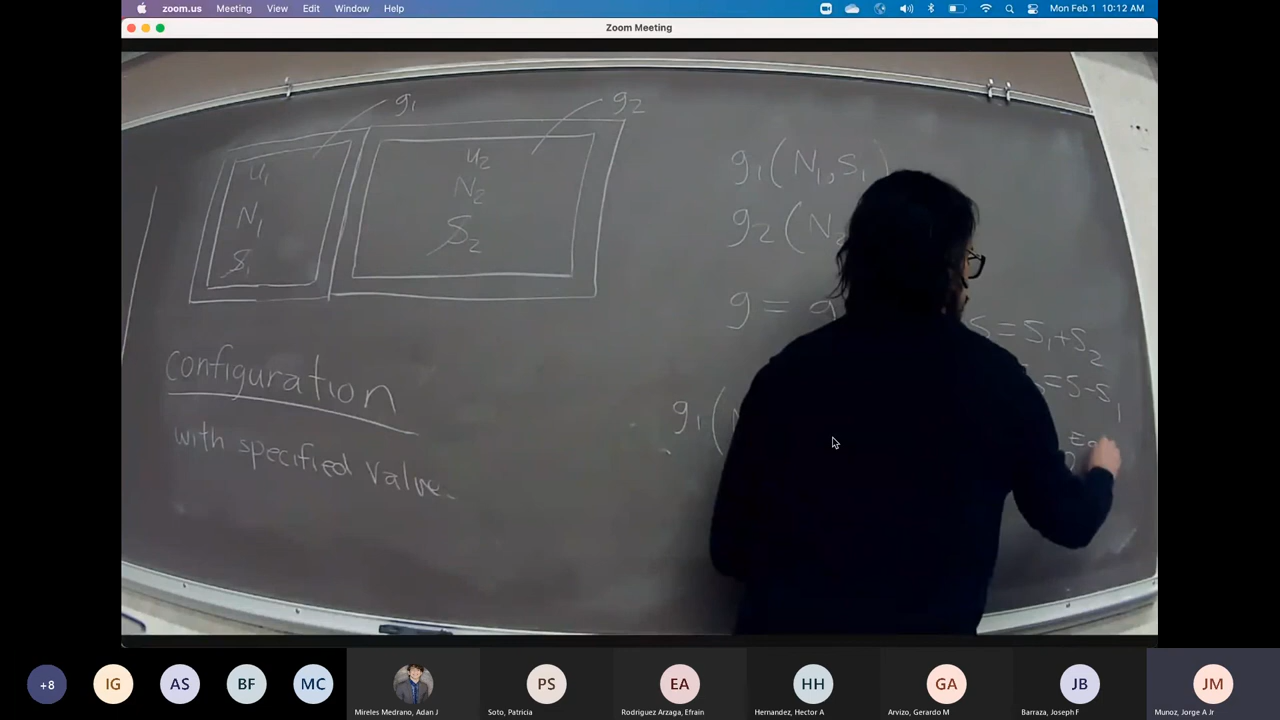 zoom.us Meeting View Edit Window Help Mon Feb 1 10:12 AM
Zoom Meeting
g1 g2
U1
N1
S1
U2
N2
S2
g1(N1,S1)
g2(N
g = g
S=S1+S2
=S-S1
g1(
configuration
with specified value.
+8 IG AS BF MC PS EA HH GA JB JM
Mireles Medrano, Adan J Soto, Patricia Rodriguez Arzaga, Efrain Hernandez, Hector A Arvizo, Gerardo M Barraza, Joseph F Munoz, Jorge A Jr